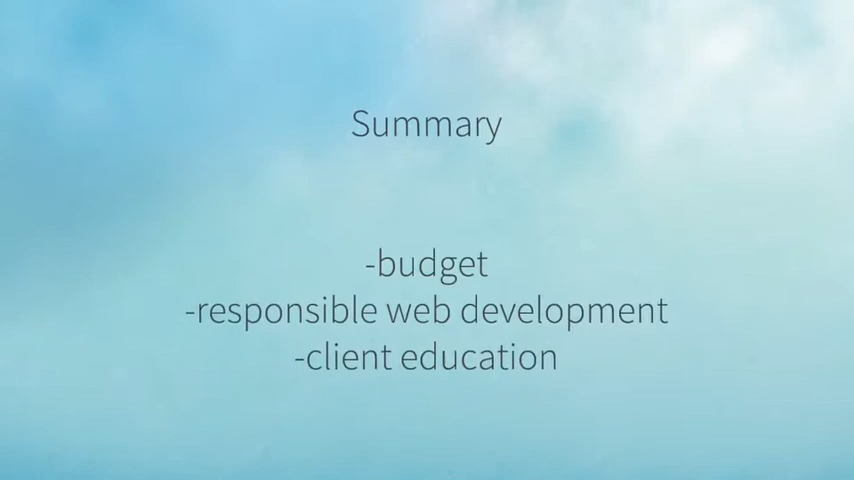 Summary
-budget
-responsible web development
-client education